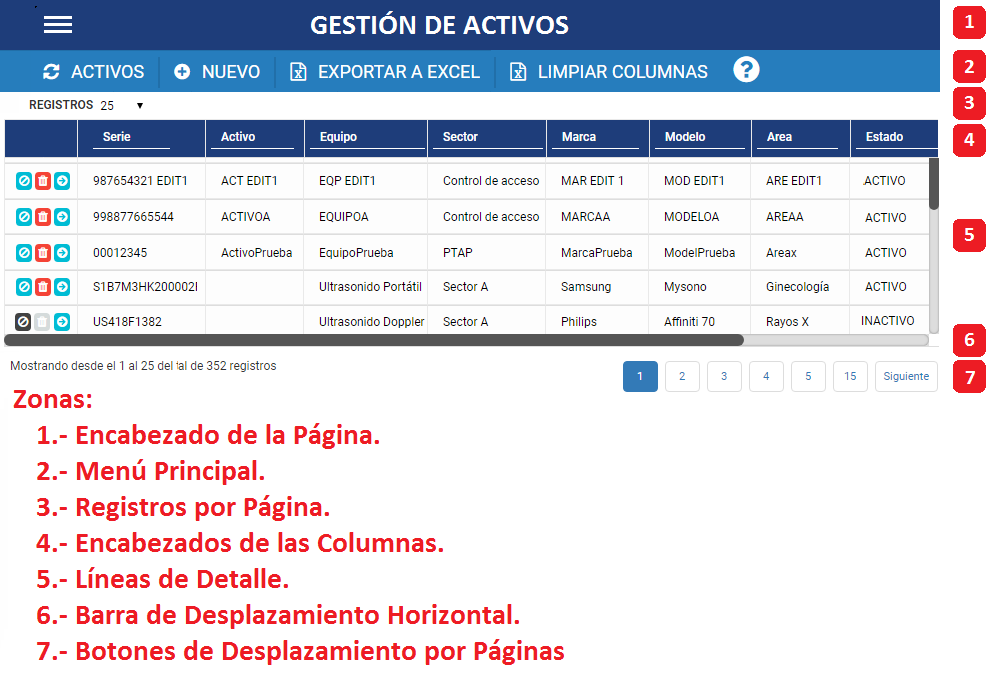 GESTIÓN DE ACTIVOS 1
ACTIVOS NUEVO EXPORTAR A EXCEL LIMPIAR COLUMNAS ? 2
REGISTROS 25 3
Serie Activo Equipo Sector Marca Modelo Area Estado 4
987654321 EDIT1 ACT EDIT1 EQP EDIT1 Control de acceso MAR EDIT 1 MOD EDIT1 ARE EDIT1 ACTIVO
998877665544 ACTIVOA EQUIPOA Control de acceso MARCAA MODELOA AREAA ACTIVO
5
00012345 ActivoPrueba EquipoPrueba PTAP MarcaPrueba ModelPrueba Areax ACTIVO
S1B7M3HK200002I Ultrasonido Portátil Sector A Samsung Mysono Ginecología ACTIVO
US418F1382 Ultrasonido Doppler Sector A Philips Affiniti 70 Rayos X INACTIVO
6
Mostrando desde el 1 al 25 del tal de 352 registros
1 2 3 4 5 15 Siguiente 7
Zonas:
1.- Encabezado de la Página.
2.- Menú Principal.
3.- Registros por Página.
4.- Encabezados de las Columnas.
5.- Líneas de Detalle.
6.- Barra de Desplazamiento Horizontal.
7.- Botones de Desplazamiento por Páginas